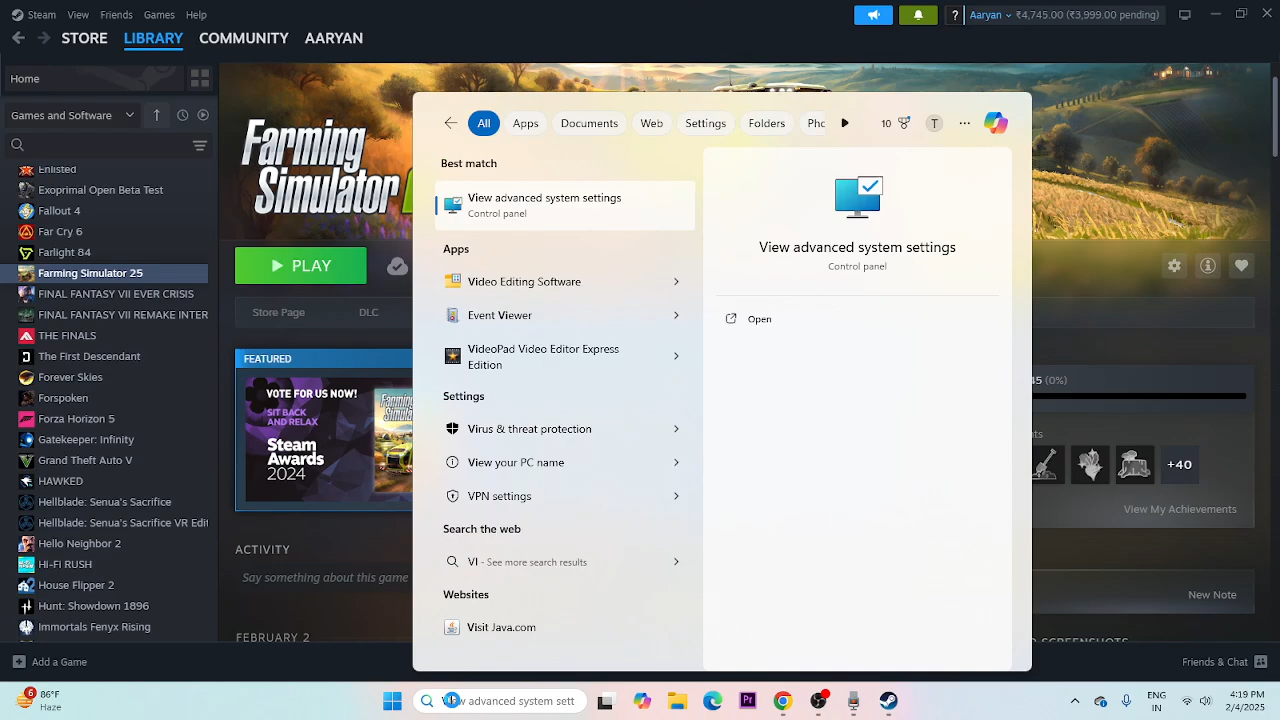 Steam View Friends Games Help
? Aaryan ₹4,745.00 (₹3,999.00 pending)
STORE LIBRARY COMMUNITY AARYAN
Home
Games and Software
Enlisted
Exoprimal Open Beta Test
Fallout 4
Far Cry 6
Farlight 84
Farming Simulator 25
FINAL FANTASY VII EVER CRISIS
FINAL FANTASY VII REMAKE INTER
THE FINALS
The First Descendant
Forever Skies
Forspoken
Forza Horizon 5
Gatekeeper: Infinity
Grand Theft Auto V
HAWKED
Hellblade: Senua's Sacrifice
Hellblade: Senua's Sacrifice VR Edit
Hello Neighbor 2
HI-FI RUSH
House Flipper 2
Hunt: Showdown 1896
Immortals Fenyx Rising
Add a Game
Farming
Simulator
PLAY
Store Page DLC
FEATURED
VOTE FOR US NOW!
SIT BACK
AND RELAX
Steam
Awards
2024
ACTIVITY
Say something about this game
FEBRUARY 2
All Apps Documents Web Settings Folders Pho 10 T
Best match
View advanced system settings
Control panel
Apps
Video Editing Software
Event Viewer
VideoPad Video Editor Express
Edition
Settings
Virus & threat protection
View your PC name
VPN settings
Search the web
VI - See more search results
Websites
Visit Java.com
View advanced system settings
Control panel
Open
45 (0%)
nts
+40
View My Achievements
New Note
Friends & Chat
6
86°F
Haze
w advanced system sett
Pr
ENG
IN
4:19 PM
2/4/2025